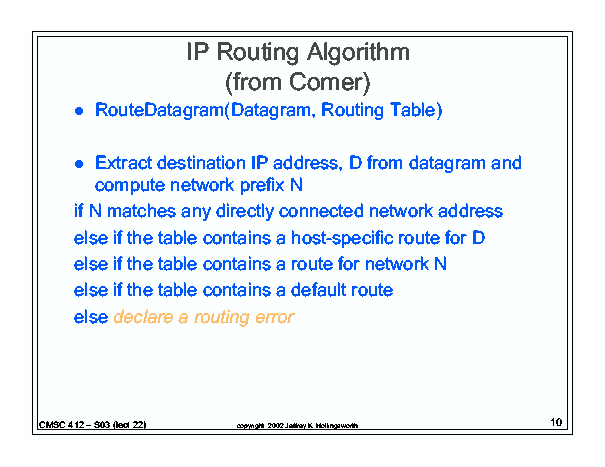 IP Routing Algorithm
(from Comer)
● RouteDatagram(Datagram, Routing Table)
● Extract destination IP address, D from datagram and
compute network prefix N
if N matches any directly connected network address
else if the table contains a host-specific route for D
else if the table contains a route for network N
else if the table contains a default route
else declare a routing error
CMSC 412 – S03 (lect 22)
copyright 2002 Jeffrey K. Hollingsworth
10